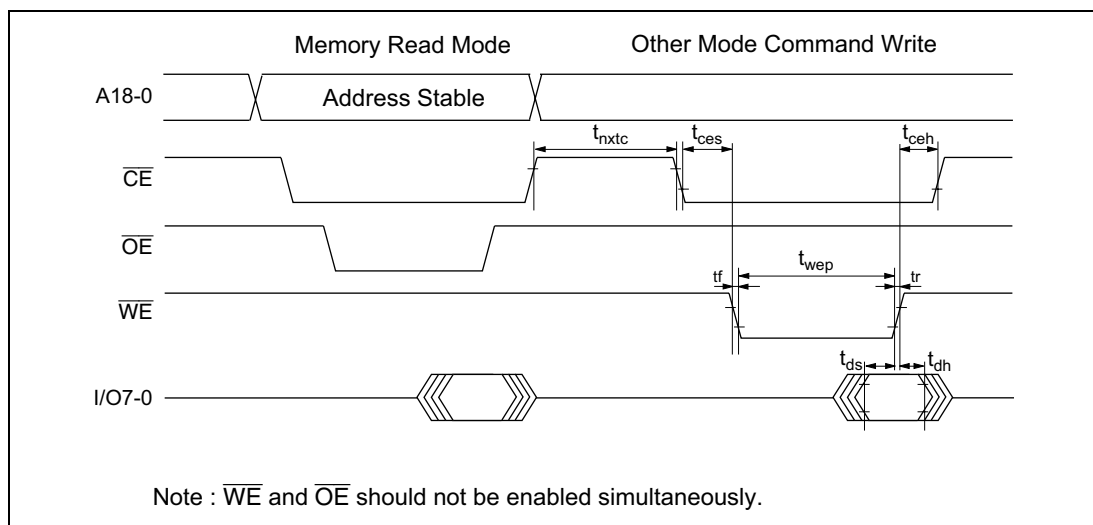 Memory Read Mode Other Mode Command Write
A18-0 Address Stable
tnxtc tces tceh
CE
OE
twep
tf tr
WE
tds tdh
I/O7-0
Note : WE and OE should not be enabled simultaneously.